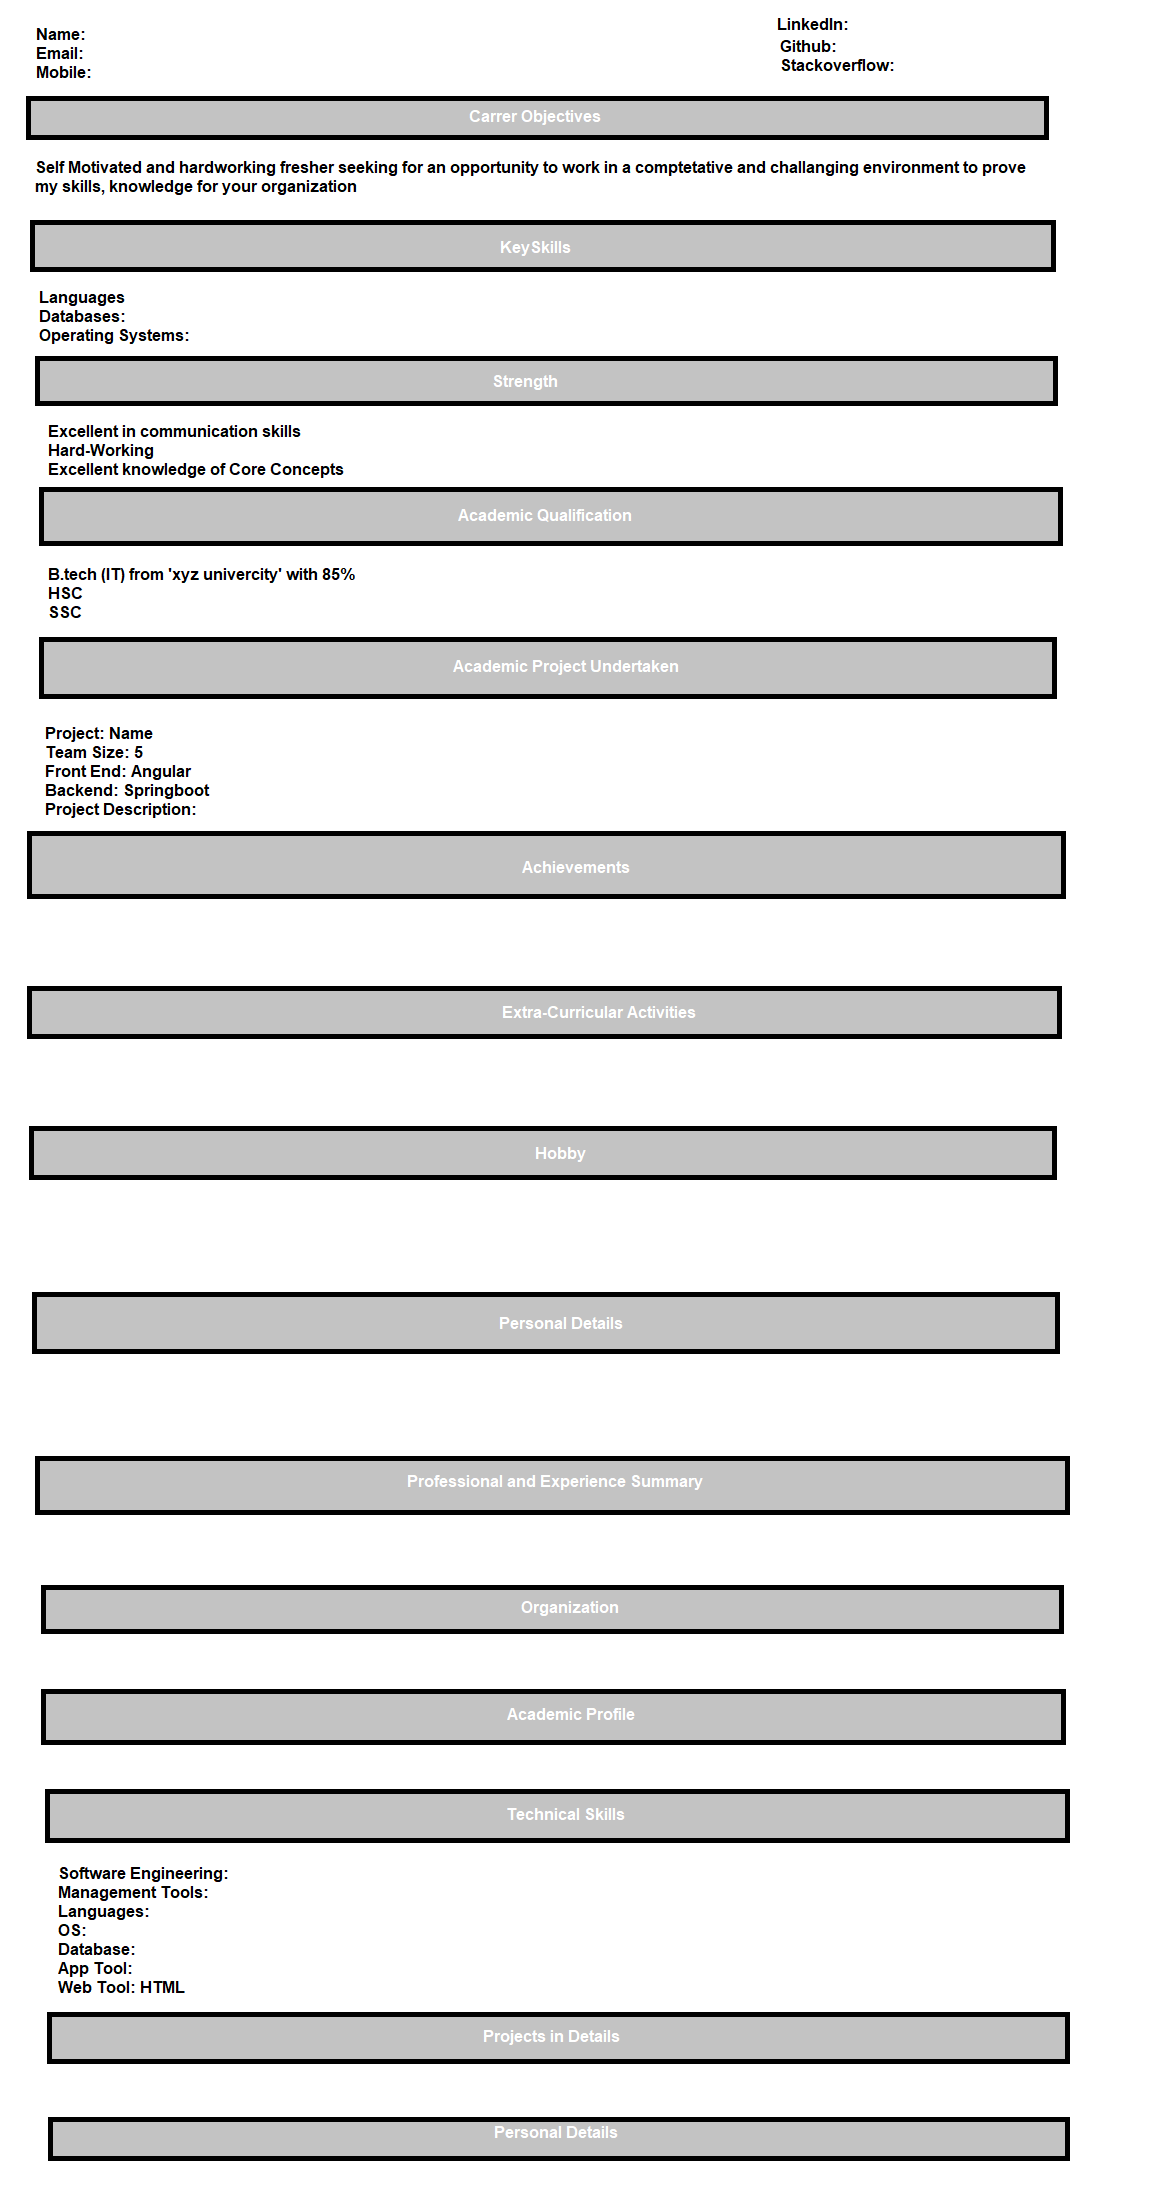 Name:
Email:
Mobile:
LinkedIn:
Github:
Stackoverflow:
Carrer Objectives
Self Motivated and hardworking fresher seeking for an opportunity to work in a comptetative and challanging environment to prove
my skills, knowledge for your organization
KeySkills
Languages
Databases:
Operating Systems:
Strength
Excellent in communication skills
Hard-Working
Excellent knowledge of Core Concepts
Academic Qualification
B.tech (IT) from 'xyz univercity' with 85%
HSC
SSC
Academic Project Undertaken
Project: Name
Team Size: 5
Front End: Angular
Backend: Springboot
Project Description:
Achievements
Extra-Curricular Activities
Hobby
Personal Details
Professional and Experience Summary
Organization
Academic Profile
Technical Skills
Software Engineering:
Management Tools:
Languages:
OS:
Database:
App Tool:
Web Tool: HTML
Projects in Details
Personal Details